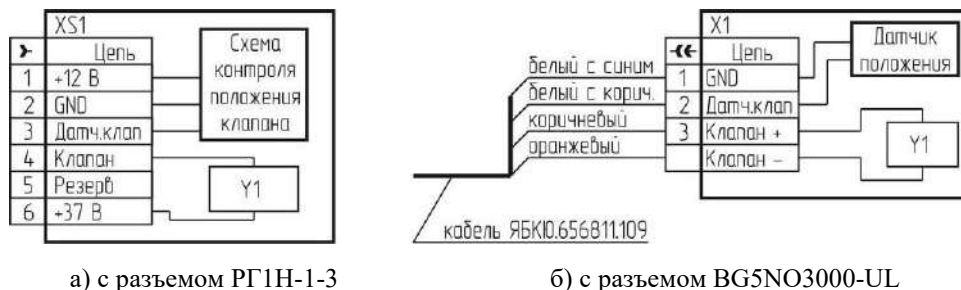 XS1
Цепь
1 +12 В
2 GND
3 Датч.клап
4 Клапан
5 Резерв
6 +37 В
Схема
контроля
положения
клапана
Y1
белый с синим
белый с корич.
коричневый
оранжевый
кабель ЯБКЮ.656811.109
X1
Цепь
1 GND
2 Датч.клап
3 Клапан +
Клапан –
Датчик
положения
Y1
а) с разъемом РГ1Н-1-3
б) с разъемом BG5NO3000-UL